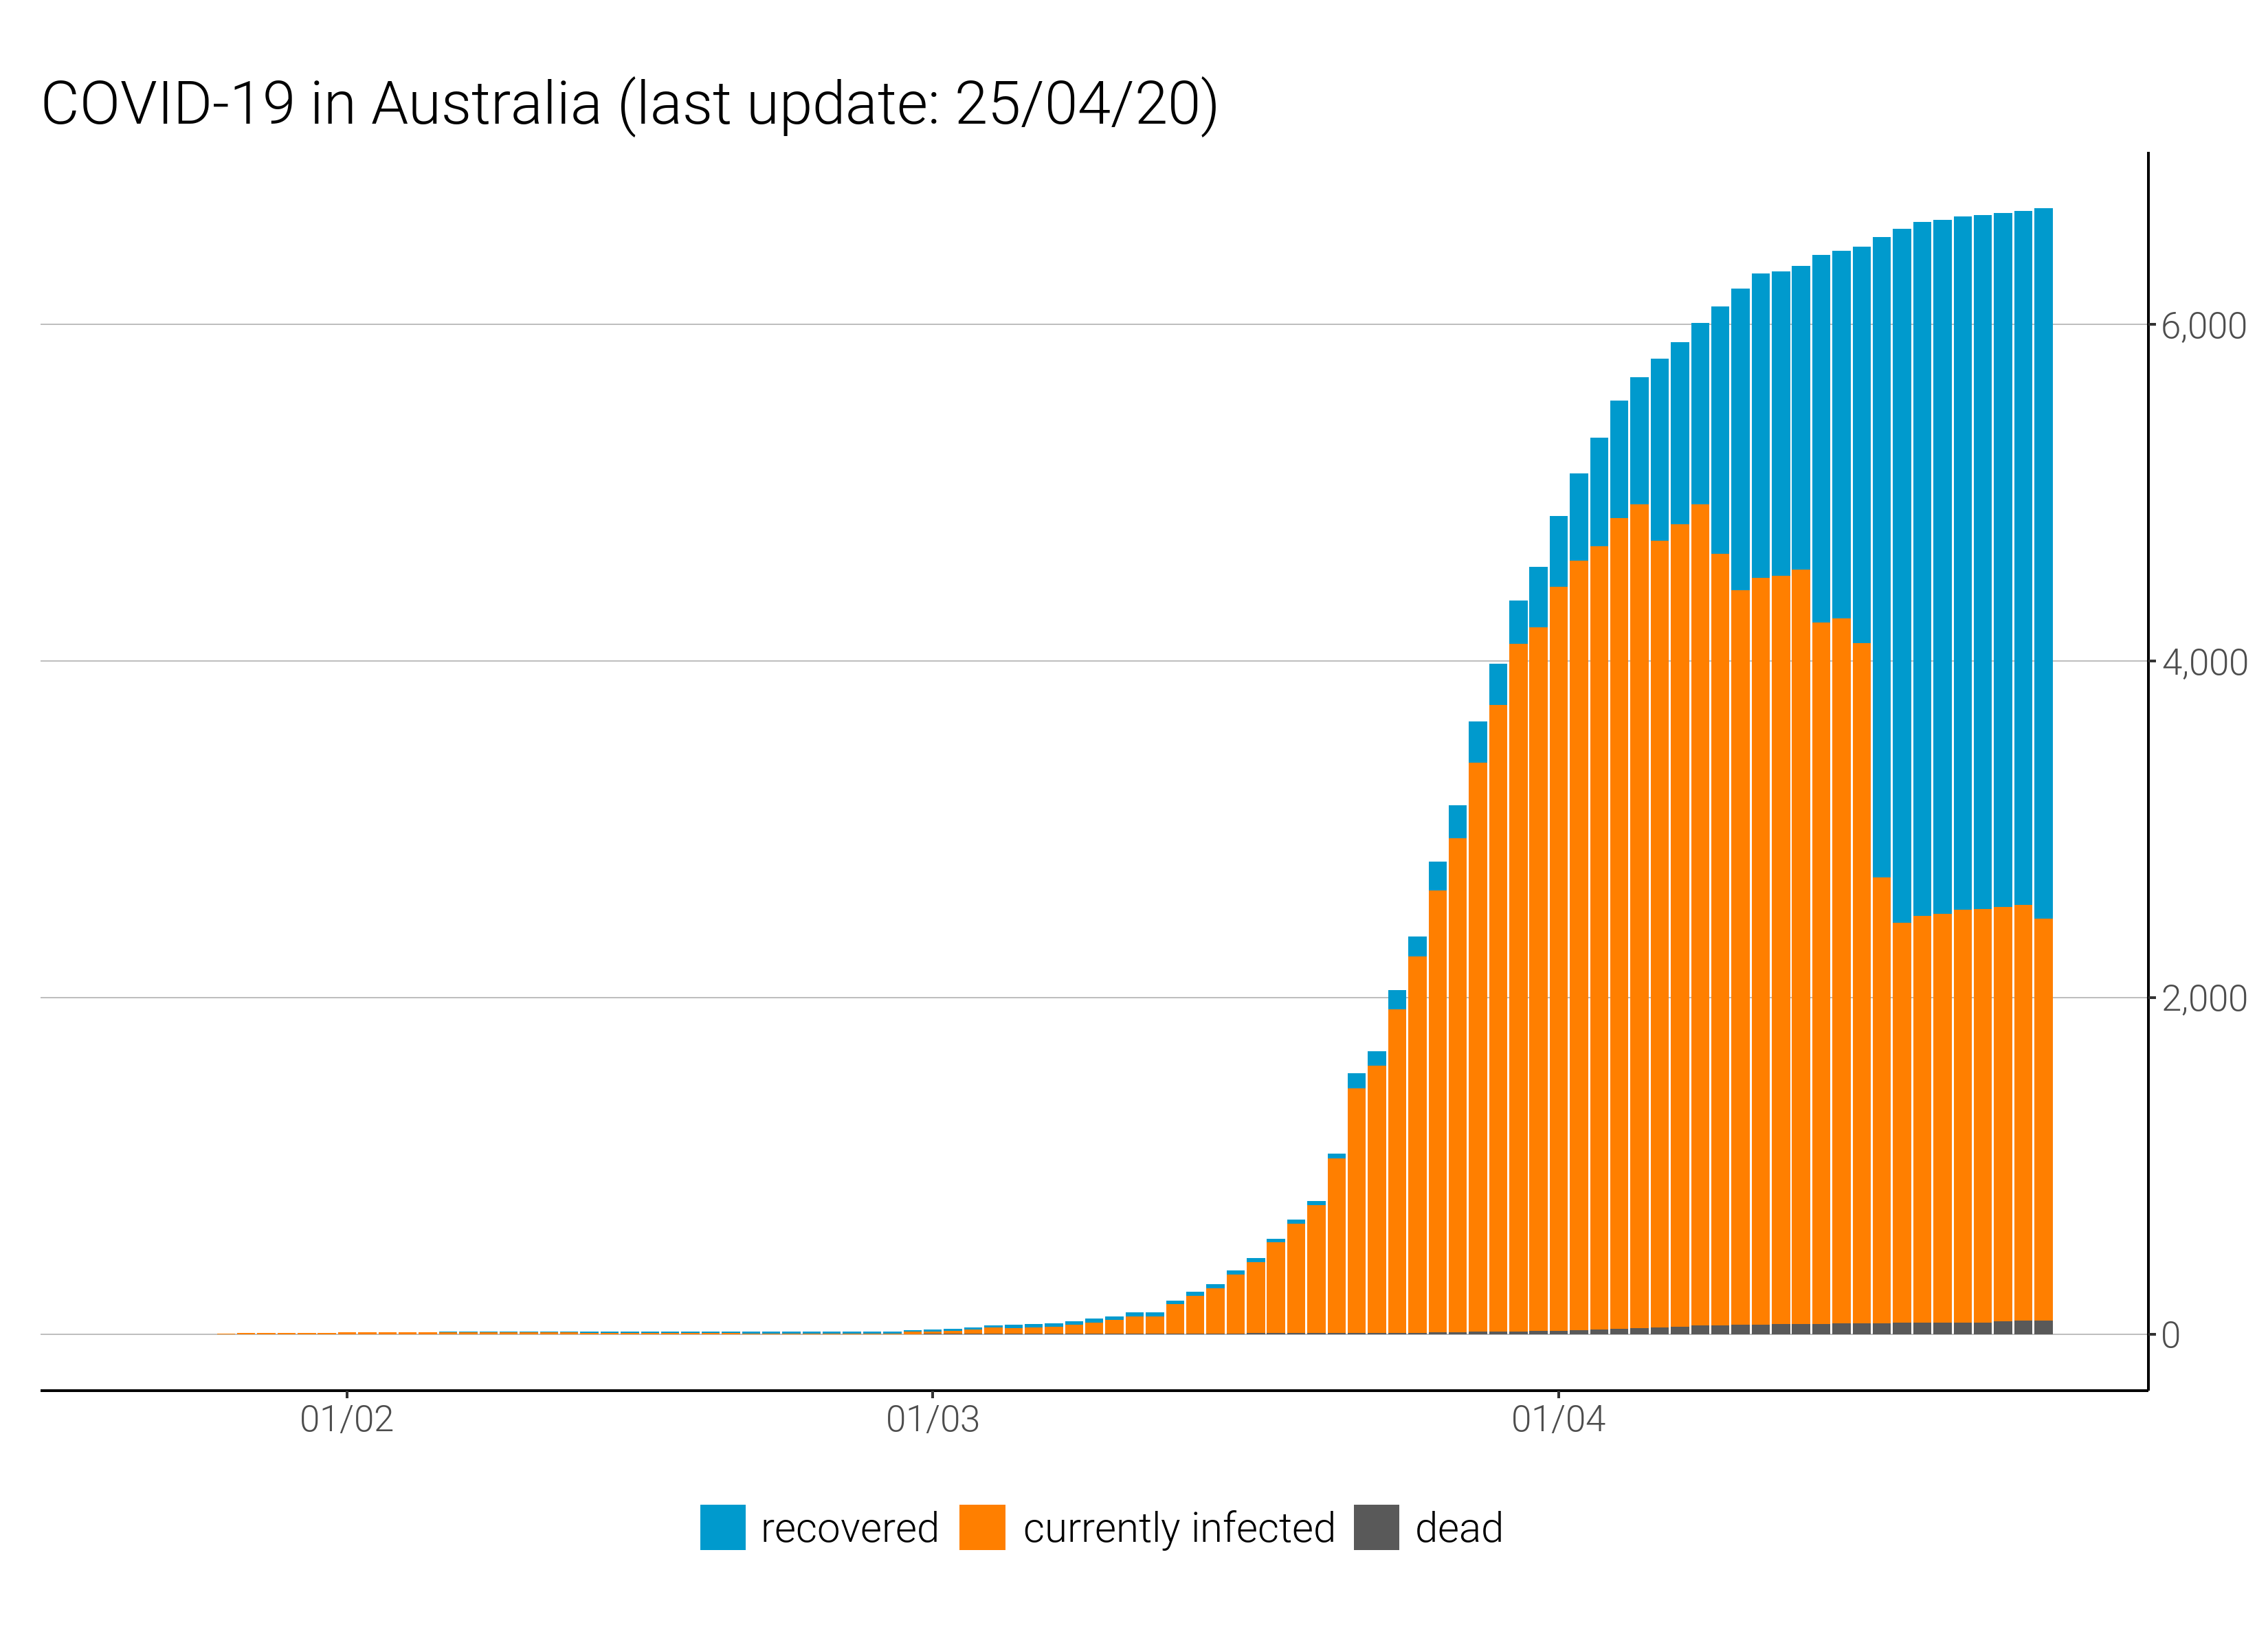 COVID-19 in Australia (last update: 25/04/20)
6,000
4,000
2,000
0
01/02 01/03 01/04
recovered currently infected dead